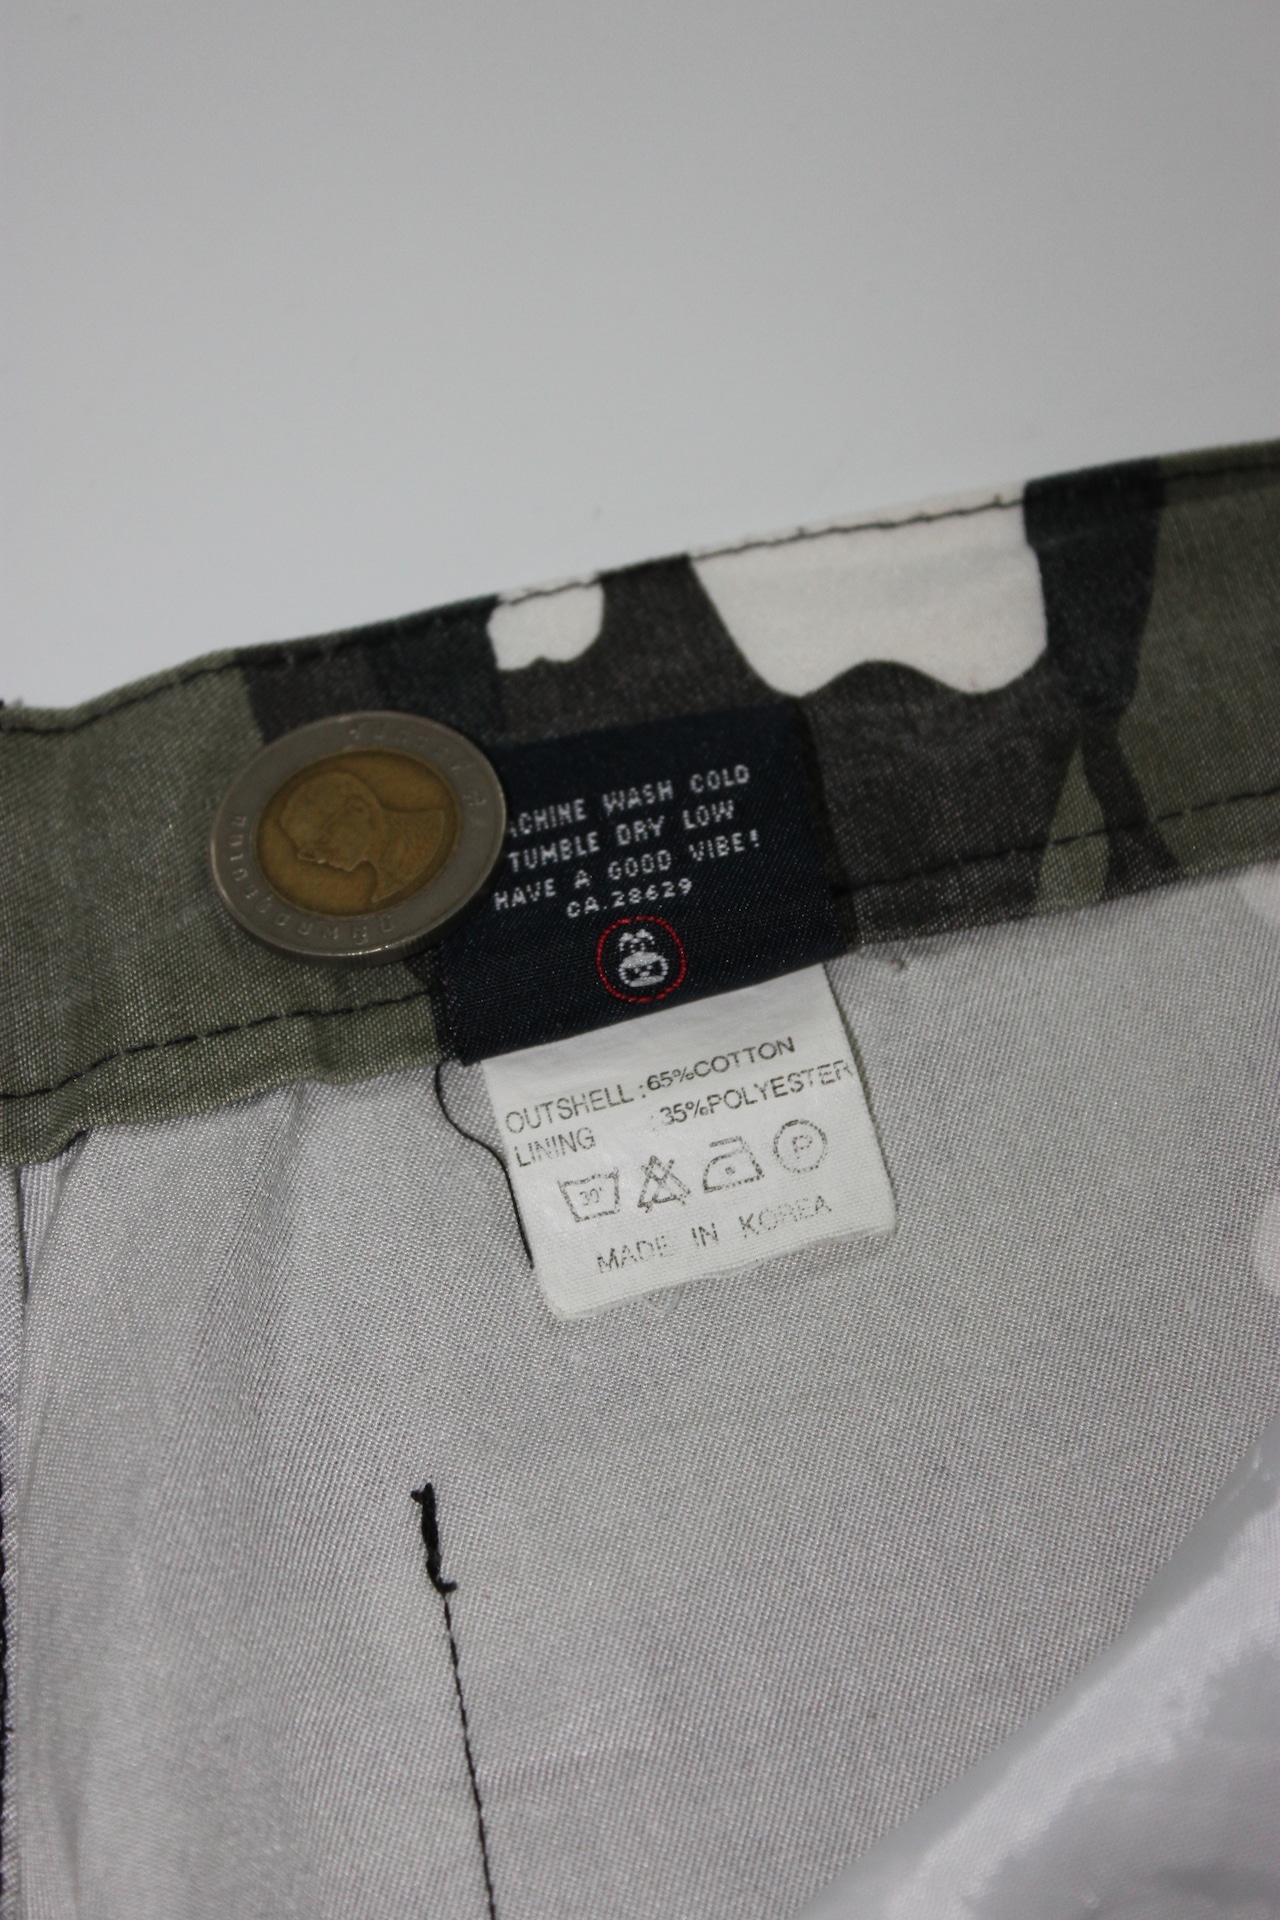 ACHINE WASH COLD
TUMBLE DRY LOW
HAVE A GOOD VIBE!
CA.28629
OUTSHELL : 65%COTTON
: 35%POLYESTER
LINING
30°
P
MADE IN KOREA